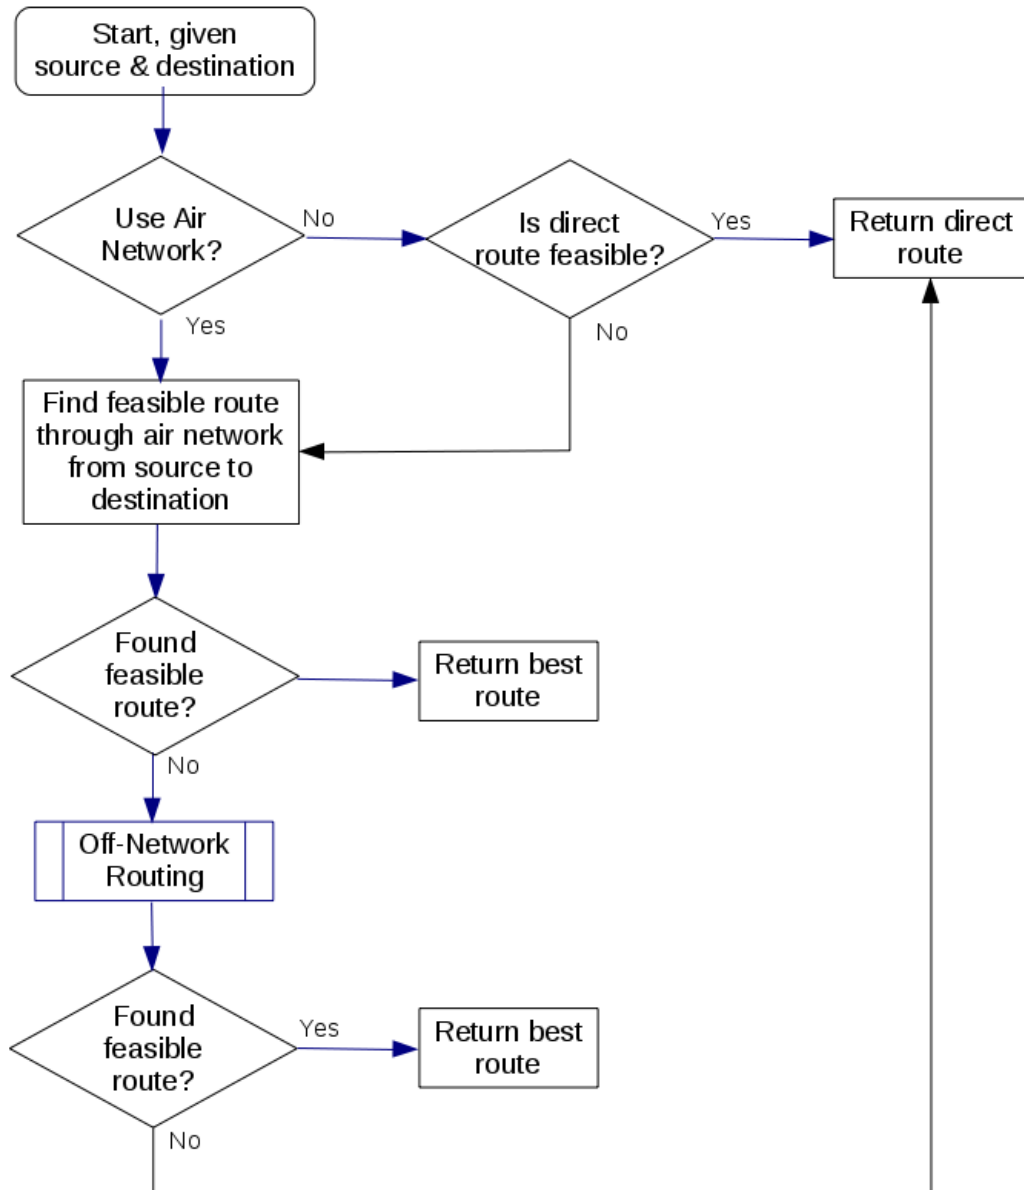 Start, given
source & destination
Use Air
Network?
No
Is direct
route feasible?
Yes
Return direct
route
Yes
No
Find feasible route
through air network
from source to
destination
Found
feasible
route?
Return best
route
No
Off-Network
Routing
Found
feasible
route?
Yes
Return best
route
No